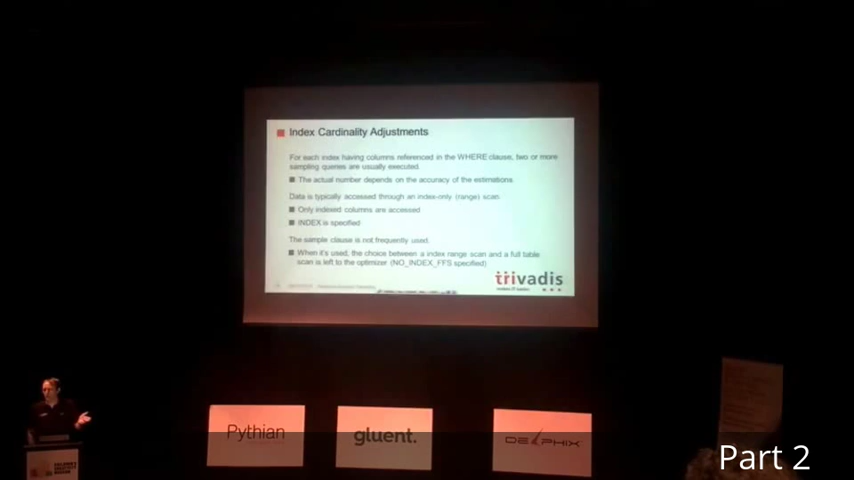 Index Cardinality Adjustments
For each index having columns referenced in the WHERE clause, two or more
sampling queries are usually executed.
The actual number depends on the accuracy of the estimations
Data is typically accessed through an index-only (range) scan
Only indexed columns are accessed
INDEX is specified
The sample clause is not frequently used.
When it's used, the choice between a index range scan and a full table
scan is left to the optimizer (NO_INDEX_FFS specified)
trivadis
Pythian
gluent.
DELPHIX
Part 2